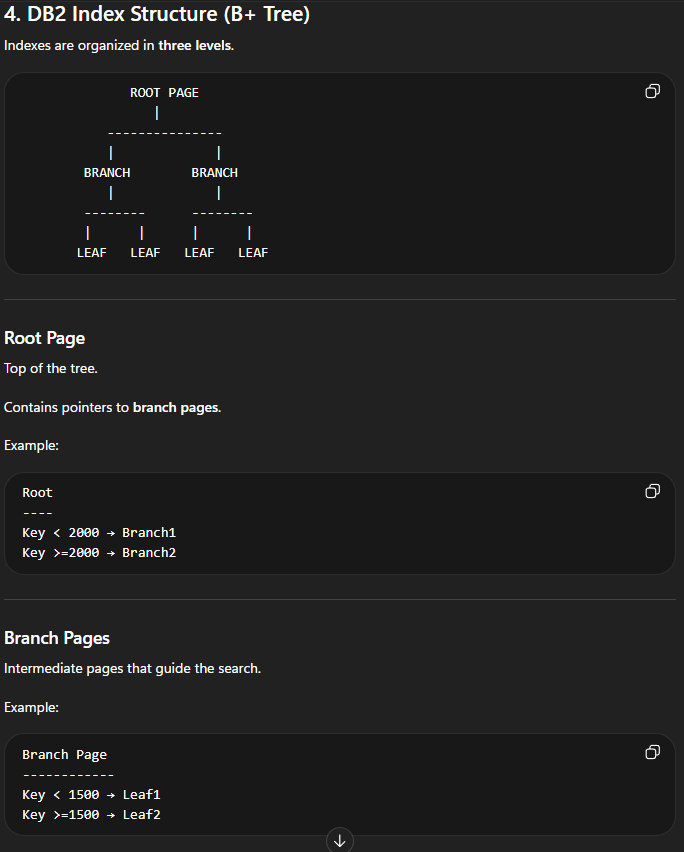 4. DB2 Index Structure (B+ Tree)
Indexes are organized in three levels.
ROOT PAGE
|
---------------
| |
BRANCH BRANCH
| |
-------- --------
| | | |
LEAF LEAF LEAF LEAF
Root Page
Top of the tree.
Contains pointers to branch pages.
Example:
Root
----
Key < 2000 → Branch1
Key >=2000 → Branch2
Branch Pages
Intermediate pages that guide the search.
Example:
Branch Page
------------
Key < 1500 → Leaf1
Key >=1500 → Leaf2